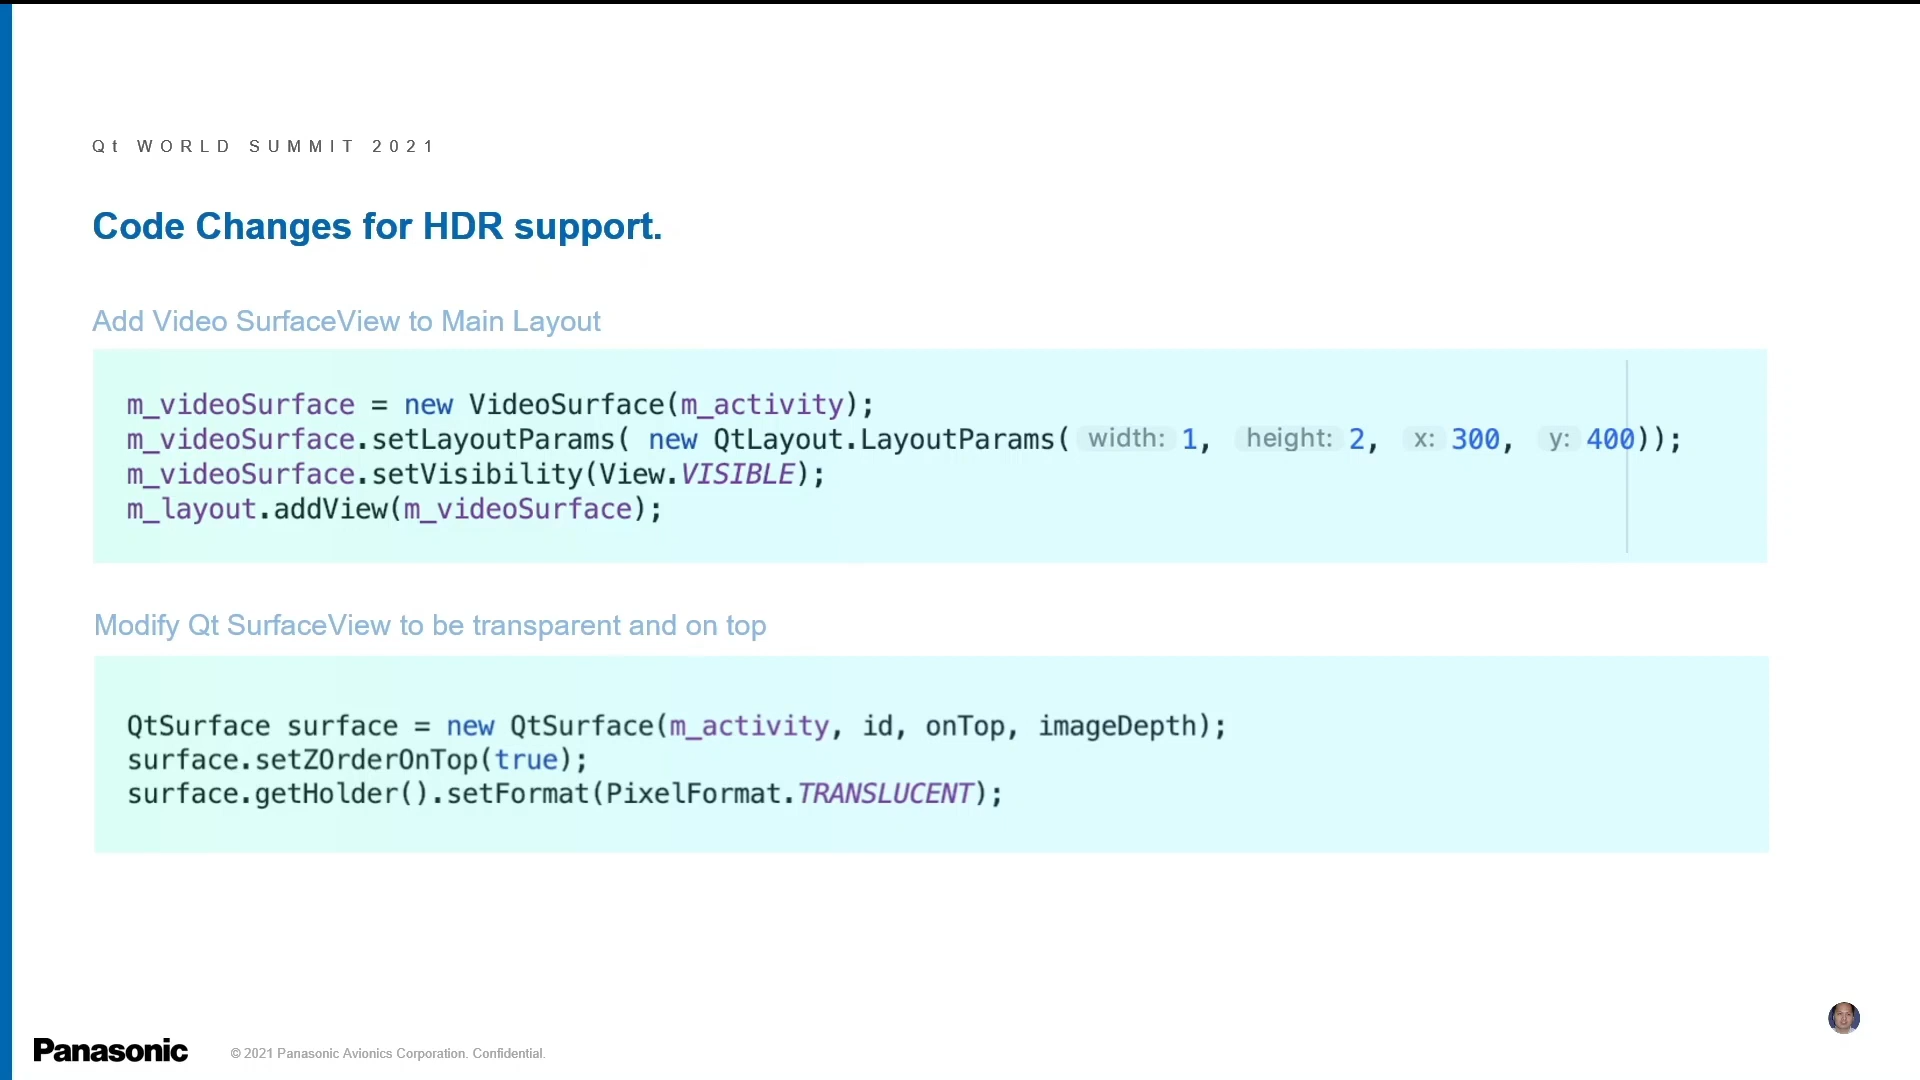 Qt WORLD SUMMIT 2021
Code Changes for HDR support.
Add Video SurfaceView to Main Layout
m_videoSurface = new VideoSurface(m_activity);
m_videoSurface.setLayoutParams( new QtLayout.LayoutParams( width: 1, height: 2, x: 300, y: 400));
m_videoSurface.setVisibility(View.VISIBLE);
m_layout.addView(m_videoSurface);
Modify Qt SurfaceView to be transparent and on top
QtSurface surface = new QtSurface(m_activity, id, onTop, imageDepth);
surface.setZOrderOnTop(true);
surface.getHolder().setFormat(PixelFormat.TRANSLUCENT);
Panasonic
© 2021 Panasonic Avionics Corporation. Confidential.